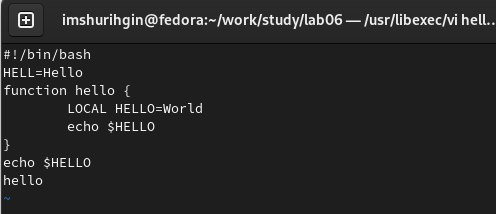 imshurihgin@fedora:~/work/study/lab06 — /usr/libexec/vi hell...
#!/bin/bash
HELL=Hello
function hello {
        LOCAL HELLO=World
        echo $HELLO
}
echo $HELLO
hello
~